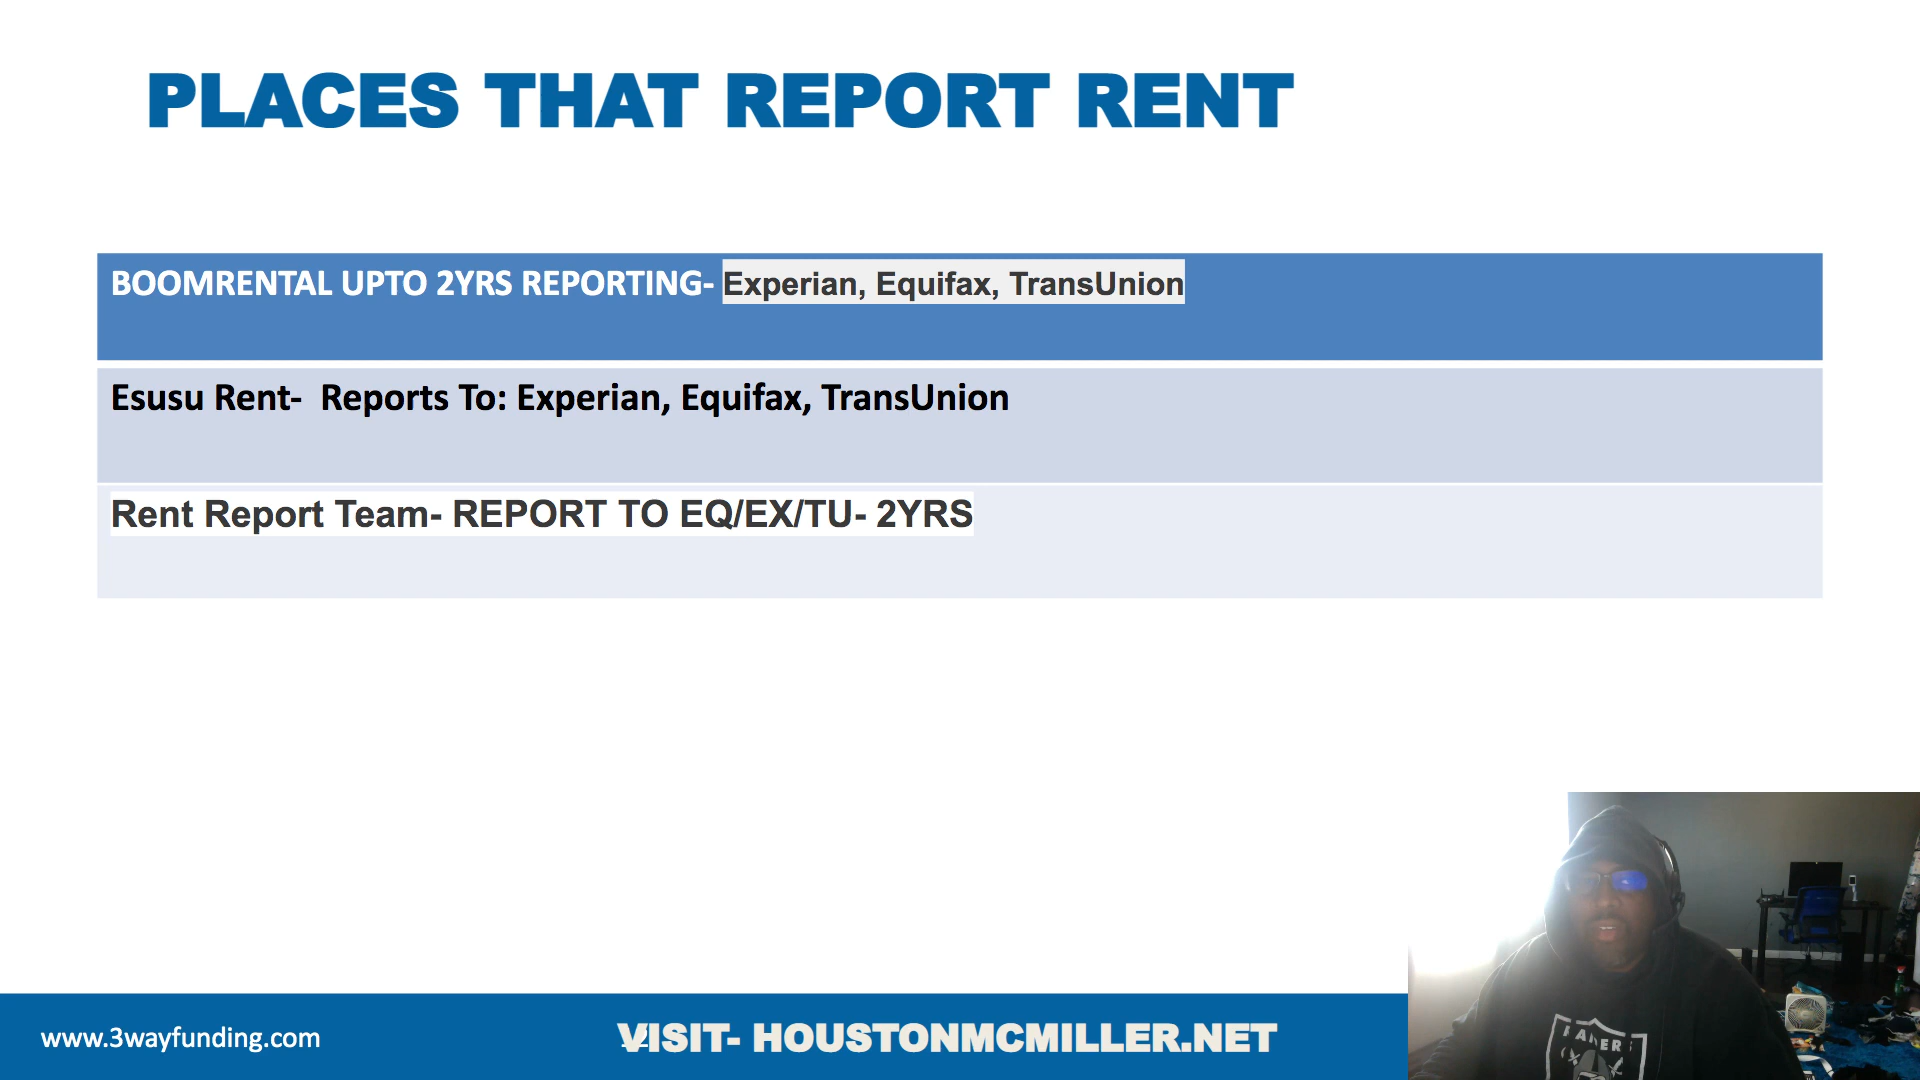 PLACES THAT REPORT RENT
BOOMRENTAL UPTO 2YRS REPORTING- Experian, Equifax, TransUnion
Esusu Rent-  Reports To: Experian, Equifax, TransUnion
Rent Report Team- REPORT TO EQ/EX/TU- 2YRS
www.3wayfunding.com
VISIT- HOUSTONMCMILLER.NET